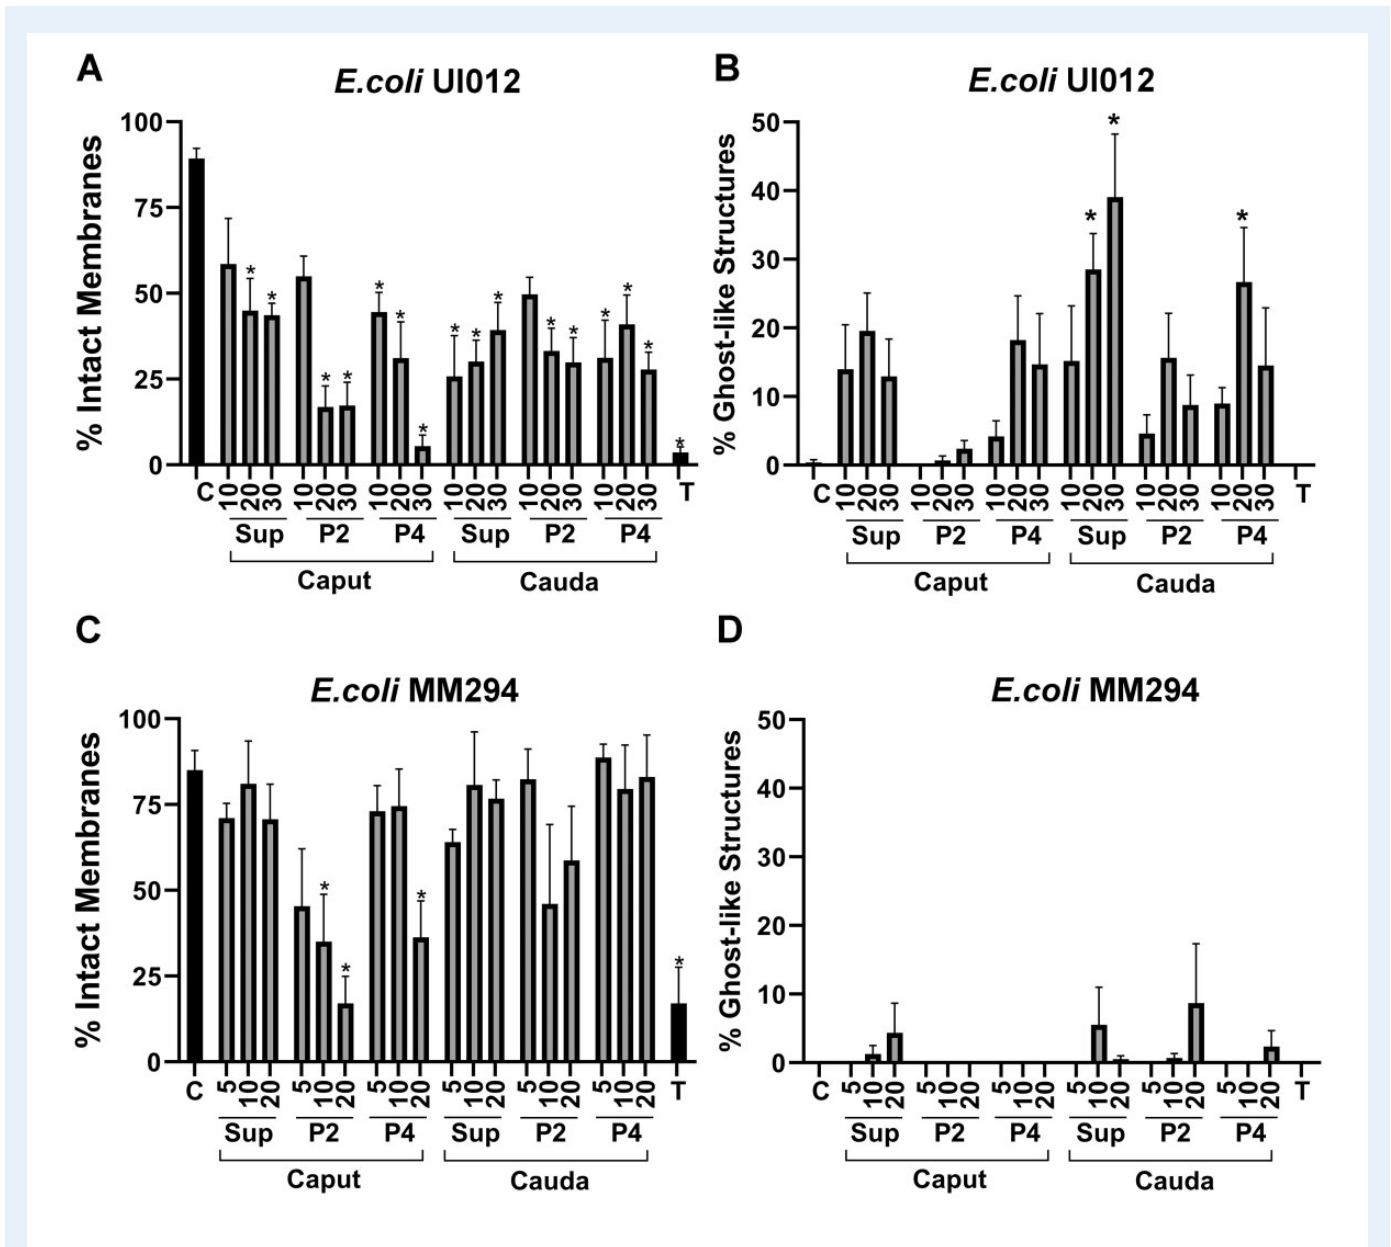 A
E.coli UI012
% Intact Membranes
100
75
50
25
0
* * * * * * * * * * * * * * * *
C 10 20 30 10 20 30 10 20 30 10 20 30 10 20 30 10 20 30 T
Sup P2 P4 Sup P2 P4
Caput Cauda
B
E.coli UI012
% Ghost-like Structures
50
40
30
20
10
0
* * *
C 10 20 30 10 20 30 10 20 30 10 20 30 10 20 30 10 20 30 T
Sup P2 P4 Sup P2 P4
Caput Cauda
C
E.coli MM294
% Intact Membranes
100
75
50
25
0
* * * *
C 5 10 20 5 10 20 5 10 20 5 10 20 5 10 20 5 10 20 T
Sup P2 P4 Sup P2 P4
Caput Cauda
D
E.coli MM294
% Ghost-like Structures
50
40
30
20
10
0
C 5 10 20 5 10 20 5 10 20 5 10 20 5 10 20 5 10 20 T
Sup P2 P4 Sup P2 P4
Caput Cauda